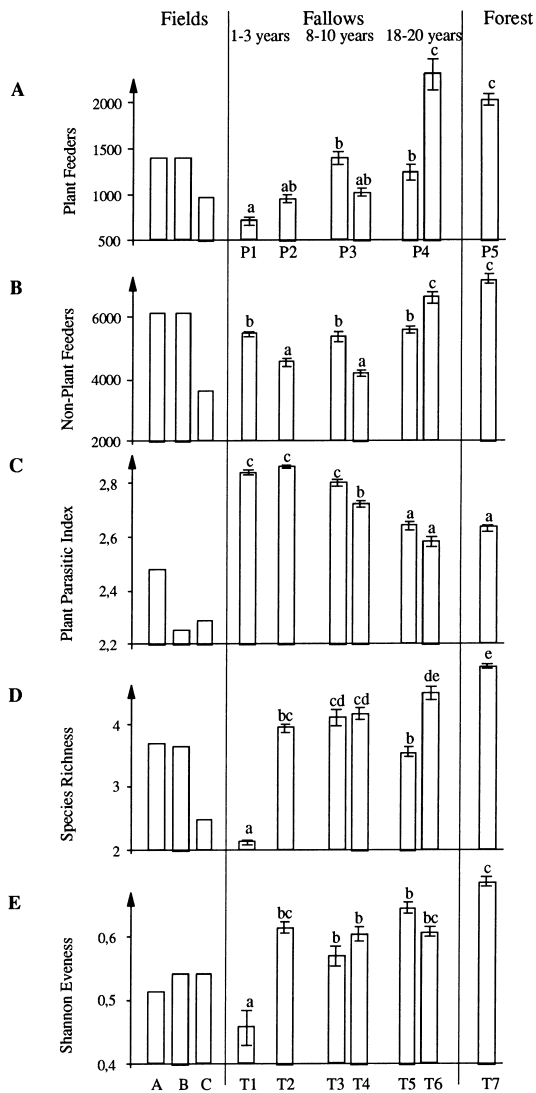 Fields Fallows Forest
1-3 years 8-10 years 18-20 years
A
Plant Feeders
2000
1500
1000
500
a ab b ab b c c
P1 P2 P3 P4 P5
B
Non-Plant Feeders
6000
4000
2000
b a b a b c c
C
Plant Parasitic Index
2,8
2,6
2,4
2,2
c c c b a a a
D
Species Richness
4
3
2
a bc cd cd b de e
E
Shannon Eveness
0,6
0,5
0,4
a bc b b b bc c
A B C T1 T2 T3 T4 T5 T6 T7